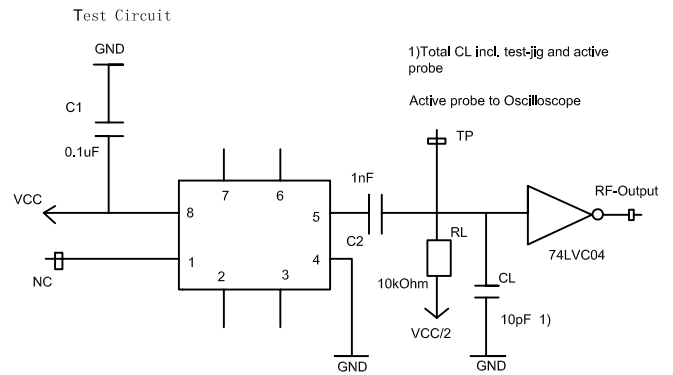 Test Circuit
GND
1)Total CL incl. test-jig and active
probe
C1
Active probe to Oscilloscope
0.1uF
TP
1nF
7
6
VCC
8
5
RF-Output
C2
RL
74LVC04
1
4
NC
2
3
10kOhm
CL
10pF 1)
VCC/2
GND
GND